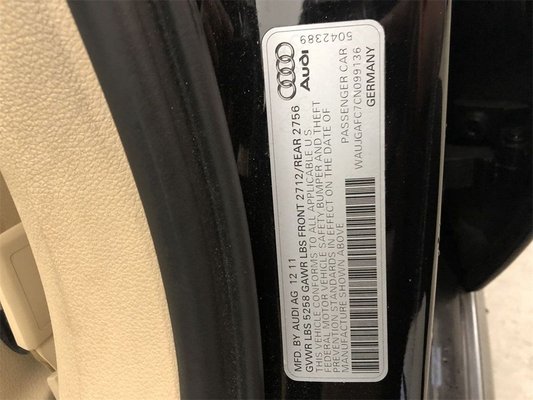 MFD BY AUDI AG 12 11
GVWR LBS 5258 GAWR LBS FRONT 2712/REAR 2756
THIS VEHICLE CONFORMS TO ALL APPLICABLE U.S.
FEDERAL MOTOR VEHICLE SAFETY BUMPER AND THEFT
PREVENTION STANDARDS IN EFFECT ON THE DATE OF
MANUFACTURE SHOWN ABOVE
PASSENGER CAR
WAUJGAFC7CN099136
GERMANY
5042389
Audi